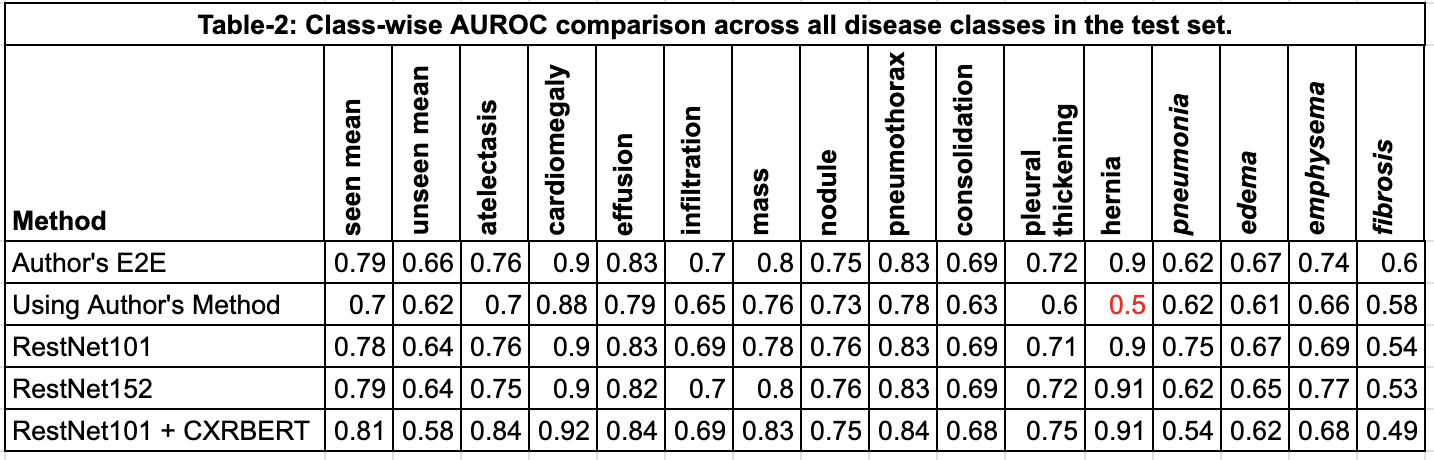 Table-2: Class-wise AUROC comparison across all disease classes in the test set.
Method seen mean unseen mean atelectasis cardiomegaly effusion infiltration mass nodule pneumothorax consolidation pleural thickening hernia pneumonia edema emphysema fibrosis
Author's E2E 0.79 0.66 0.76 0.9 0.83 0.7 0.8 0.75 0.83 0.69 0.72 0.9 0.62 0.67 0.74 0.6
Using Author's Method 0.7 0.62 0.7 0.88 0.79 0.65 0.76 0.73 0.78 0.63 0.6 0.5 0.62 0.61 0.66 0.58
RestNet101 0.78 0.64 0.76 0.9 0.83 0.69 0.78 0.76 0.83 0.69 0.71 0.9 0.75 0.67 0.69 0.54
RestNet152 0.79 0.64 0.75 0.9 0.82 0.7 0.8 0.76 0.83 0.69 0.72 0.91 0.62 0.65 0.77 0.53
RestNet101 + CXRBERT 0.81 0.58 0.84 0.92 0.84 0.69 0.83 0.75 0.84 0.68 0.75 0.91 0.54 0.62 0.68 0.49